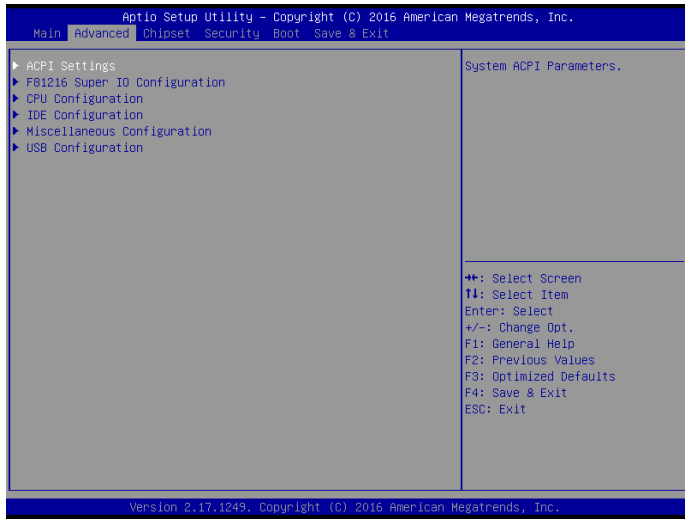 Aptio Setup Utility – Copyright (C) 2016 American Megatrends, Inc.
Main Advanced Chipset Security Boot Save & Exit
► ACPI Settings
► F81216 Super IO Configuration
► CPU Configuration
► IDE Configuration
► Miscellaneous Configuration
► USB Configuration
System ACPI Parameters.
→←: Select Screen
↑↓: Select Item
Enter: Select
+/-: Change Opt.
F1: General Help
F2: Previous Values
F3: Optimized Defaults
F4: Save & Exit
ESC: Exit
Version 2.17.1249. Copyright (C) 2016 American Megatrends, Inc.